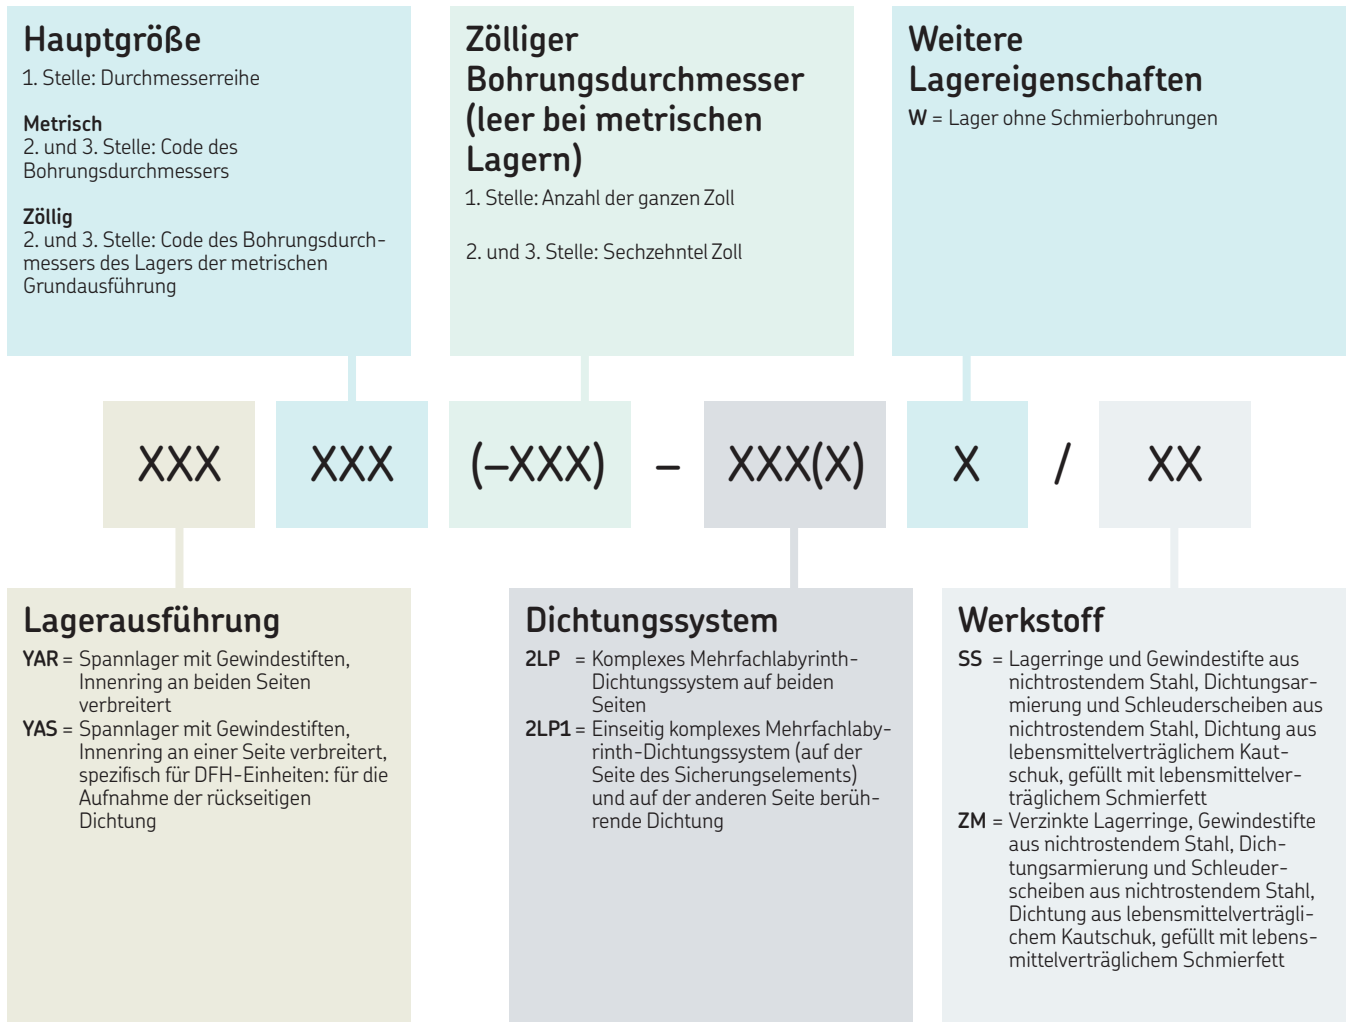 Hauptgröße
1. Stelle: Durchmesserreihe
Metrisch
2. und 3. Stelle: Code des
Bohrungsdurchmessers
Zöllig
2. und 3. Stelle: Code des Bohrungsdurch-
messers des Lagers der metrischen
Grundausführung
Zölliger
Bohrungsdurchmesser
(leer bei metrischen
Lagern)
1. Stelle: Anzahl der ganzen Zoll
2. und 3. Stelle: Sechzehntel Zoll
Weitere
Lagereigenschaften
W = Lager ohne Schmierbohrungen
XXX XXX (–XXX) – XXX(X) X / XX
Lagerausführung
YAR = Spannlager mit Gewindestiften,
Innenring an beiden Seiten
verbreitert
YAS = Spannlager mit Gewindestiften,
Innenring an einer Seite verbreitert,
spezifisch für DFH-Einheiten: für die
Aufnahme der rückseitigen
Dichtung
Dichtungssystem
2LP = Komplexes Mehrfachlabyrinth-
Dichtungssystem auf beiden
Seiten
2LP1 = Einseitig komplexes Mehrfachlaby-
rinth-Dichtungssystem (auf der
Seite des Sicherungselements)
und auf der anderen Seite berüh-
rende Dichtung
Werkstoff
SS = Lagerringe und Gewindestifte aus
nichtrostendem Stahl, Dichtungsar-
mierung und Schleuderscheiben aus
nichtrostendem Stahl, Dichtung aus
lebensmittelverträglichem Kaut-
schuk, gefüllt mit lebensmittelver-
träglichem Schmierfett
ZM = Verzinkte Lagerringe, Gewindestifte
aus nichtrostendem Stahl, Dich-
tungsarmierung und Schleuder-
scheiben aus nichtrostendem Stahl,
Dichtung aus lebensmittelverträgli-
chem Kautschuk, gefüllt mit lebens-
mittelverträglichem Schmierfett